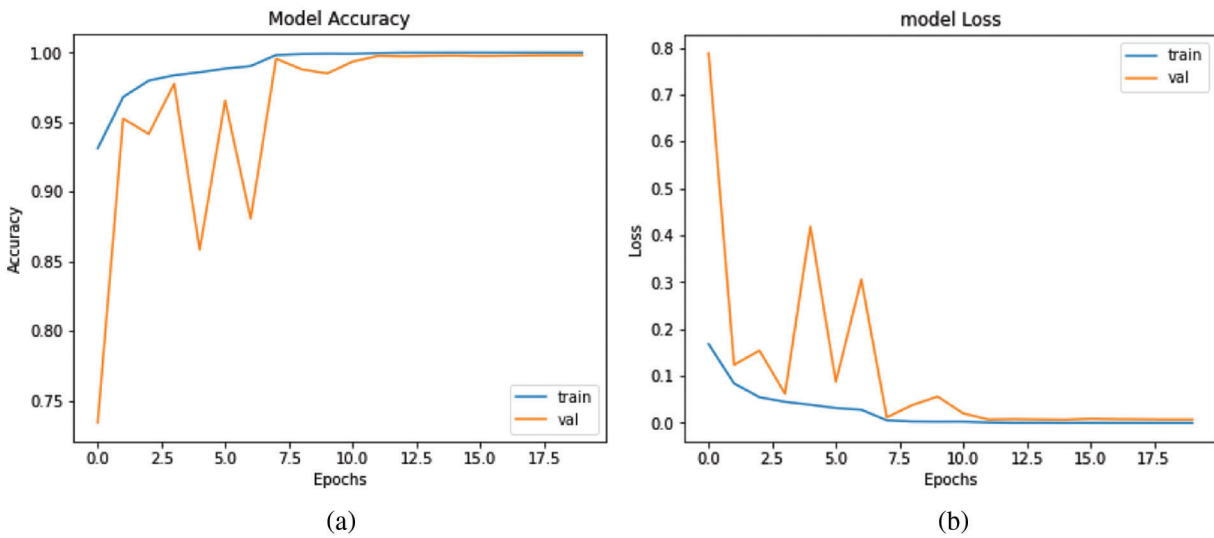 Model Accuracy
1.00
0.95
0.90
0.85
0.80
0.75
Accuracy
train
val
0.0 2.5 5.0 7.5 10.0 12.5 15.0 17.5
Epochs
(a)
model Loss
0.8
0.7
0.6
0.5
0.4
0.3
0.2
0.1
0.0
Loss
train
val
0.0 2.5 5.0 7.5 10.0 12.5 15.0 17.5
Epochs
(b)